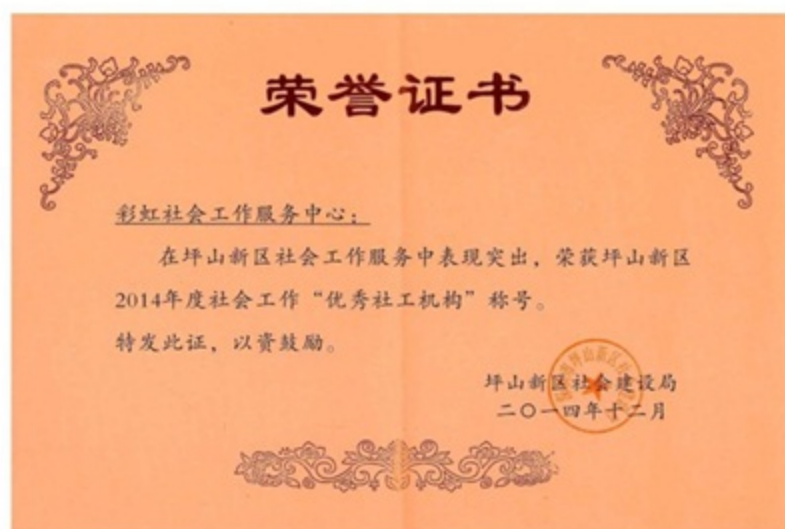 荣誉证书
彩虹社会工作服务中心：
在坪山新区社会工作服务中表现突出，荣获坪山新区
2014年度社会工作“优秀社工机构”称号。
特发此证，以资鼓励。
坪山新区社会建设局
二〇一四年十二月